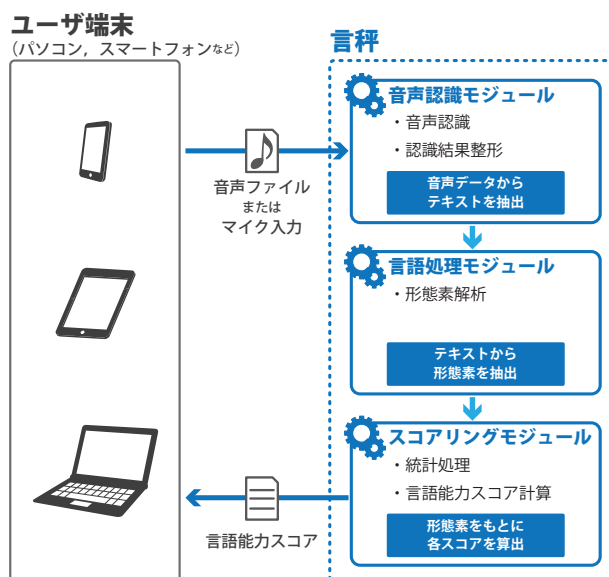 ユーザ端末
(パソコン，スマートフォンなど)
言秤
音声認識モジュール
・音声認識
・認識結果整形
音声データから
テキストを抽出
音声ファイル
または
マイク入力
言語処理モジュール
・形態素解析
テキストから
形態素を抽出
スコアリングモジュール
・統計処理
・言語能力スコア計算
形態素をもとに
各スコアを算出
言語能力スコア